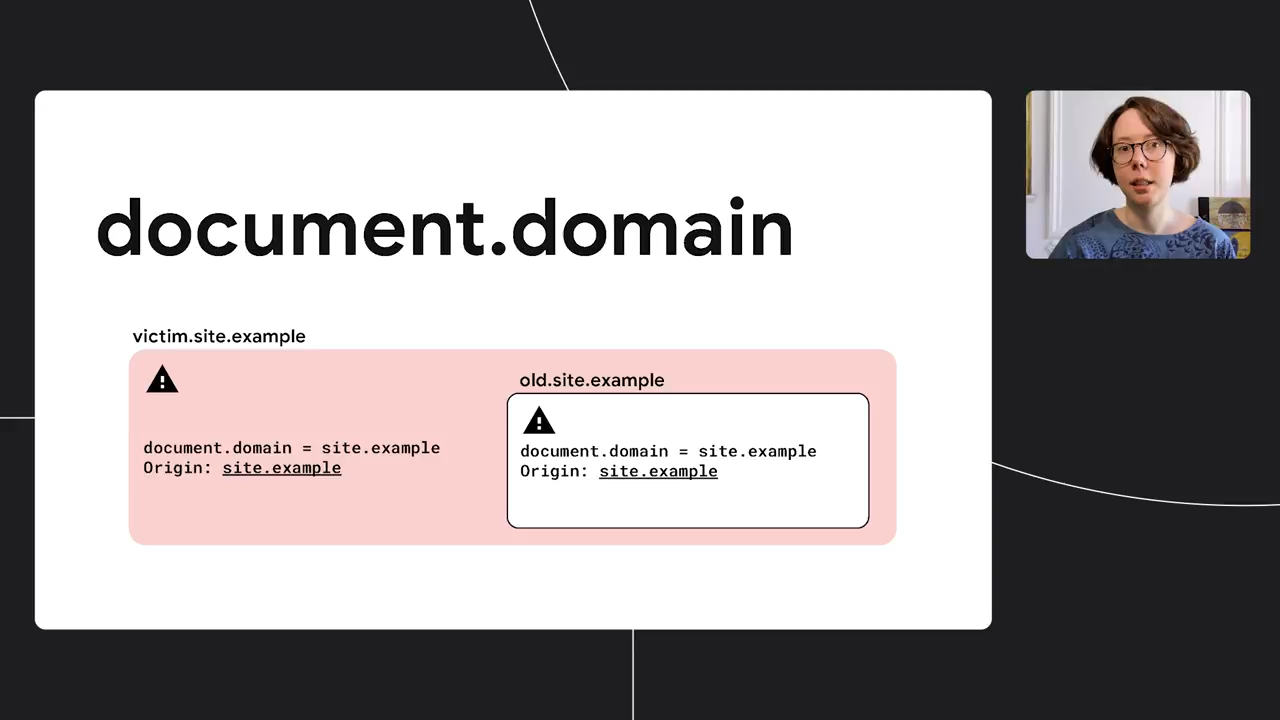 document.domain
victim.site.example
old.site.example
document.domain = site.example
Origin: site.example
document.domain = site.example
Origin: site.example